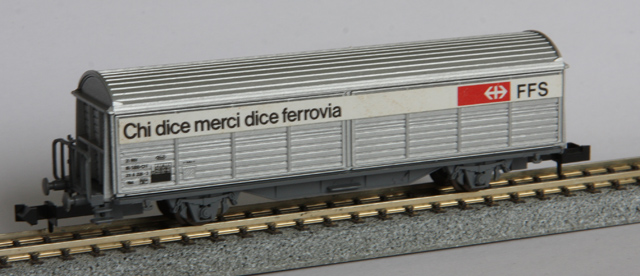 Chi dice merci dice ferrovia
FFS